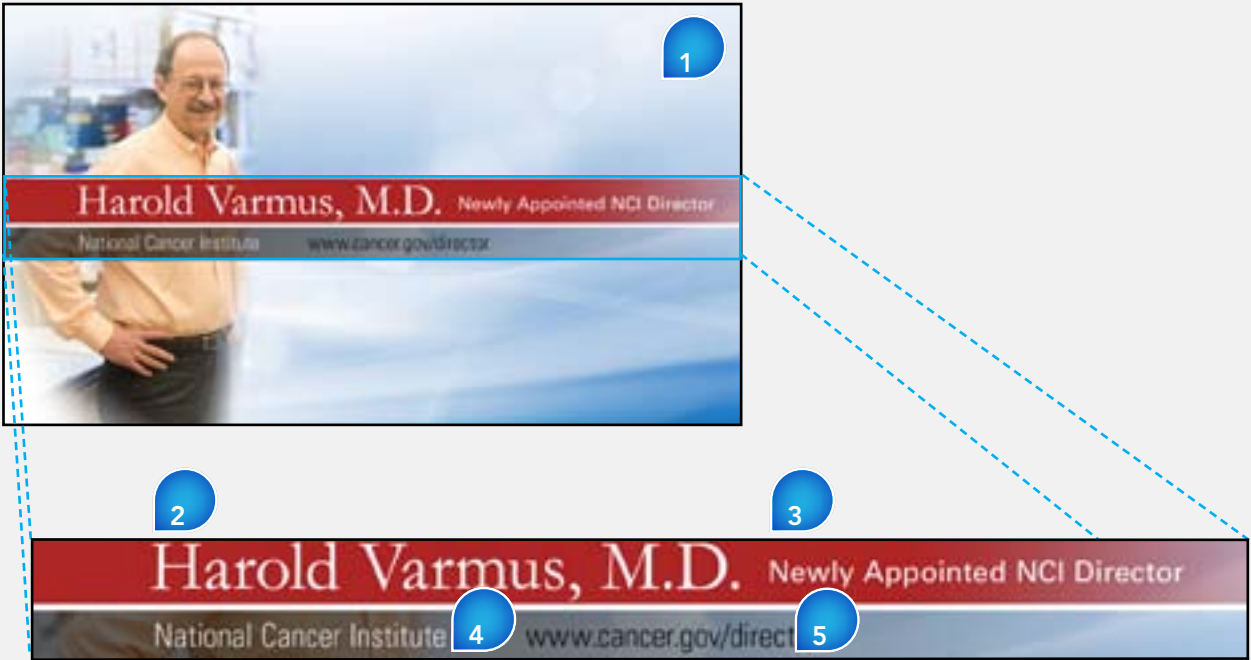 1
Harold Varmus, M.D. Newly Appointed NCI Director
National Cancer Institute www.cancer.gov/director
2 3
Harold Varmus, M.D. Newly Appointed NCI Director
National Cancer Institute 4 www.cancer.gov/direct 5